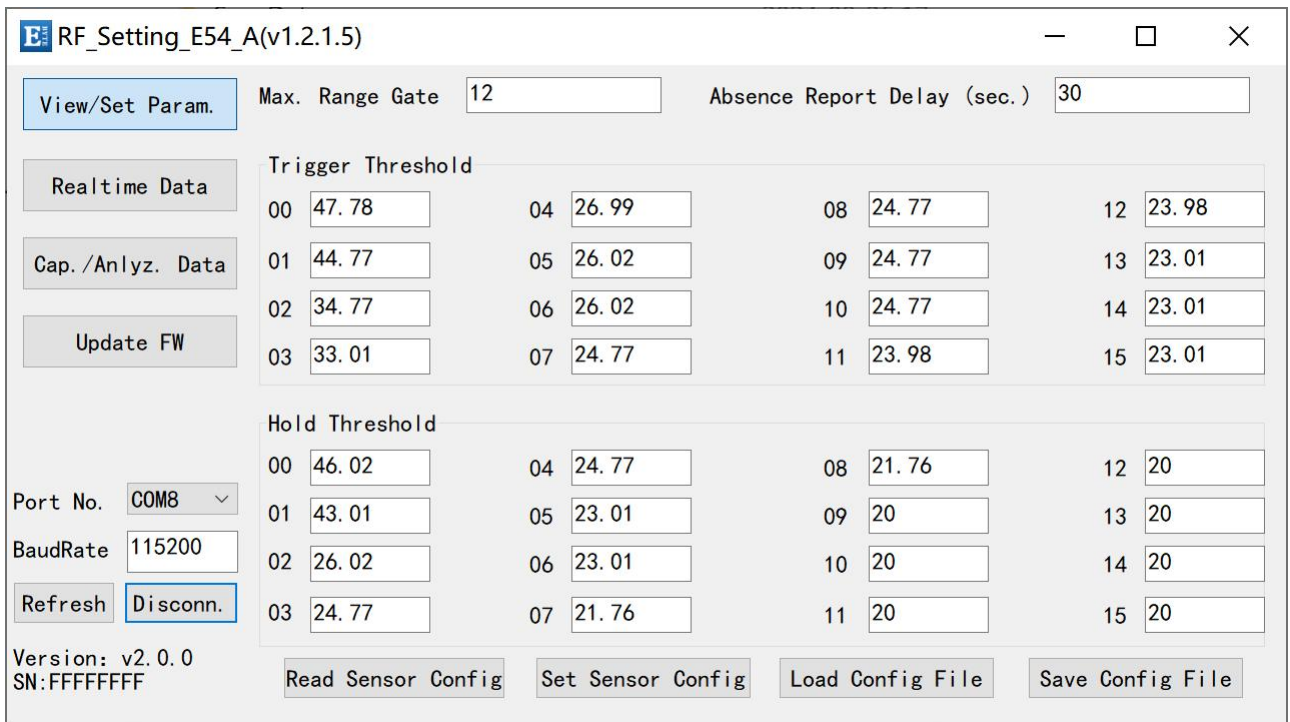 RF_Setting_E54_A(v1.2.1.5)
View/Set Param.
Max. Range Gate 12 Absence Report Delay (sec.) 30
Realtime Data
Cap./Anlyz. Data
Update FW
Trigger Threshold
00 47.78 04 26.99 08 24.77 12 23.98
01 44.77 05 26.02 09 24.77 13 23.01
02 34.77 06 26.02 10 24.77 14 23.01
03 33.01 07 24.77 11 23.98 15 23.01
Hold Threshold
00 46.02 04 24.77 08 21.76 12 20
01 43.01 05 23.01 09 20 13 20
02 26.02 06 23.01 10 20 14 20
03 24.77 07 21.76 11 20 15 20
Port No. COM8
BaudRate 115200
Refresh Disconn.
Version: v2.0.0
SN:FFFFFFFF
Read Sensor Config Set Sensor Config Load Config File Save Config File